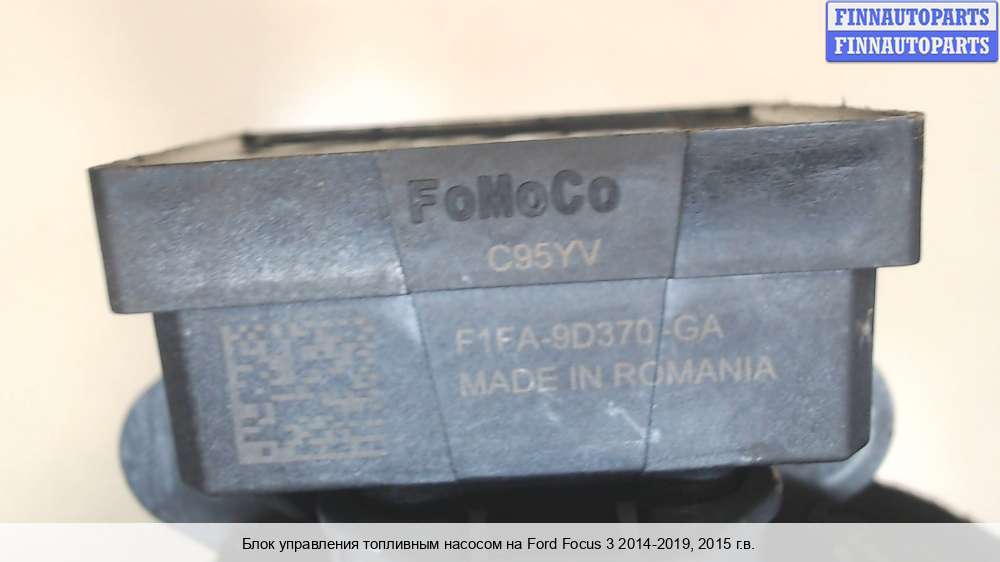 FINNAUTOPARTS
FINNAUTOPARTS
FoMoCo
C95YV
F1FA-9D370-GA
MADE IN ROMANIA
Блок управления топливным насосом на Ford Focus 3 2014-2019, 2015 г.в.